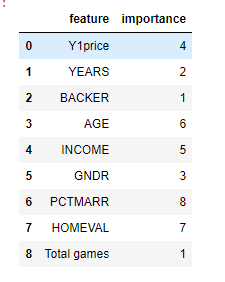 feature importance
0 Y1price 4
1 YEARS 2
2 BACKER 1
3 AGE 6
4 INCOME 5
5 GNDR 3
6 PCTMARR 8
7 HOMEVAL 7
8 Total games 1